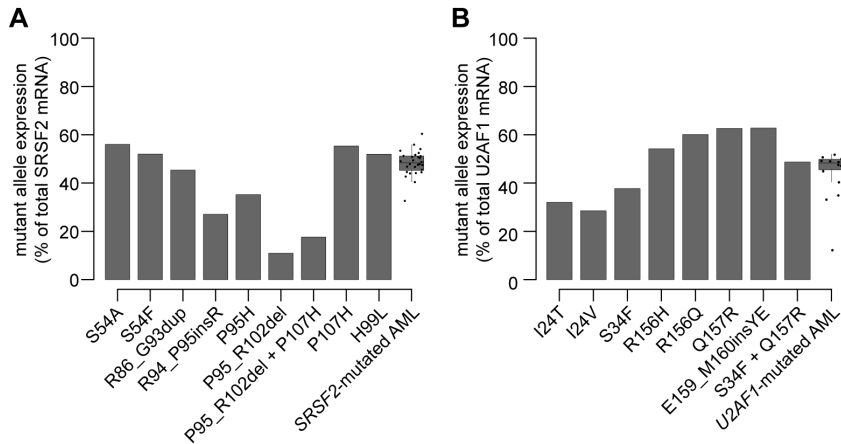 A
mutant allele expression
(% of total SRSF2 mRNA)
100
80
60
40
20
0
S54A
S54F
R86_G93dup
R94_P95insR
P95H
P95_R102del
P95_R102del + P107H
P107H
H99L
SRSF2-mutated AML
B
mutant allele expression
(% of total U2AF1 mRNA)
100
80
60
40
20
0
I24T
I24V
S34F
R156H
R156Q
Q157R
E159_M160insYE
S34F + Q157R
U2AF1-mutated AML